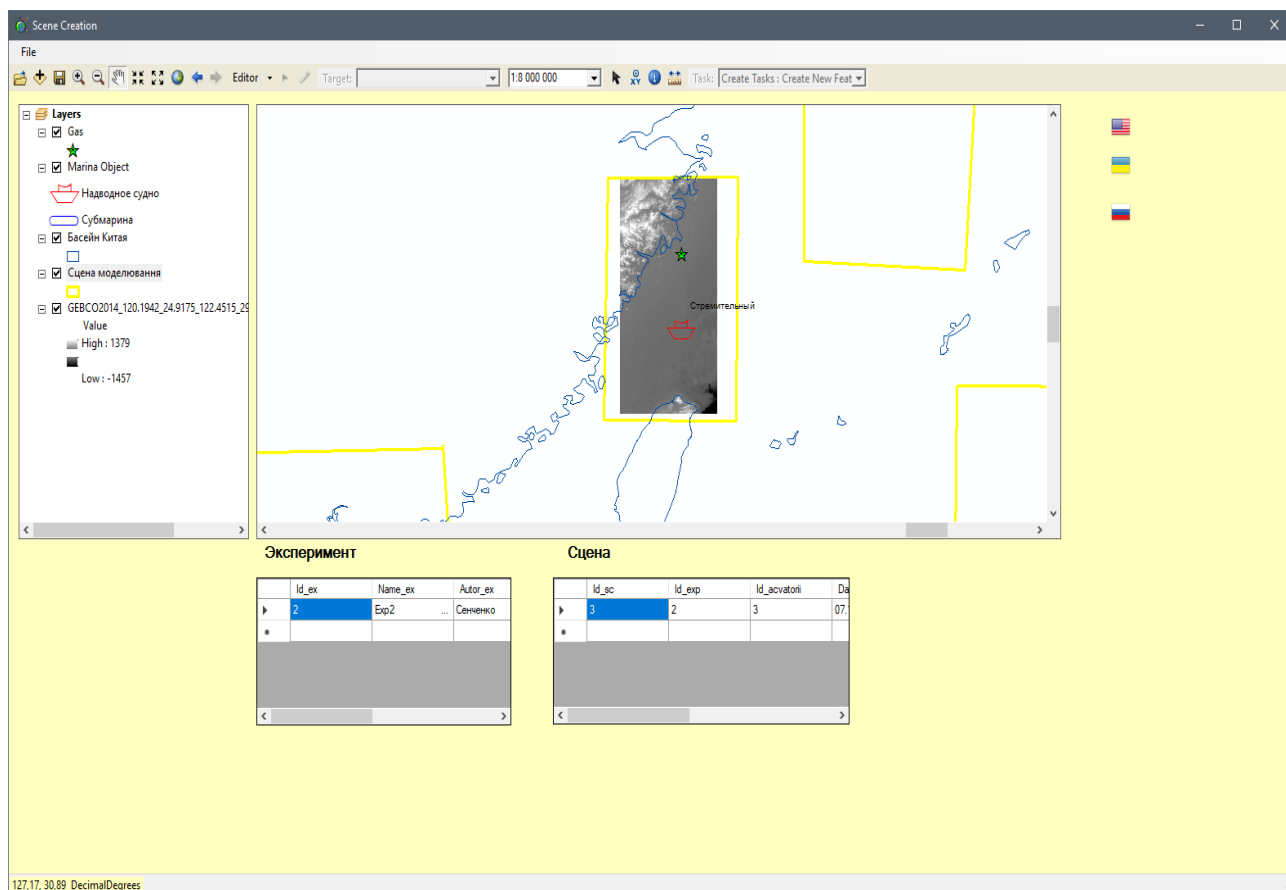 Scene Creation
File
Editor
Target:
1:8 000 000
Task: Create Tasks : Create New Feat
Layers
Gas
Marina Object
Надводное судно
Субмарина
Басейн Китая
Сцена моделювання
GEBCO2014_120.1942_24.9175_122.4515_29
Value
High : 1379
Low : -1457
Стремительный
Эксперимент
Id_ex Name_ex Autor_ex
2 Exp2 ... Сенченко
Сцена
Id_sc Id_exp Id_acvatorii Da
3 2 3 07.
127,17, 30,89 DecimalDegrees